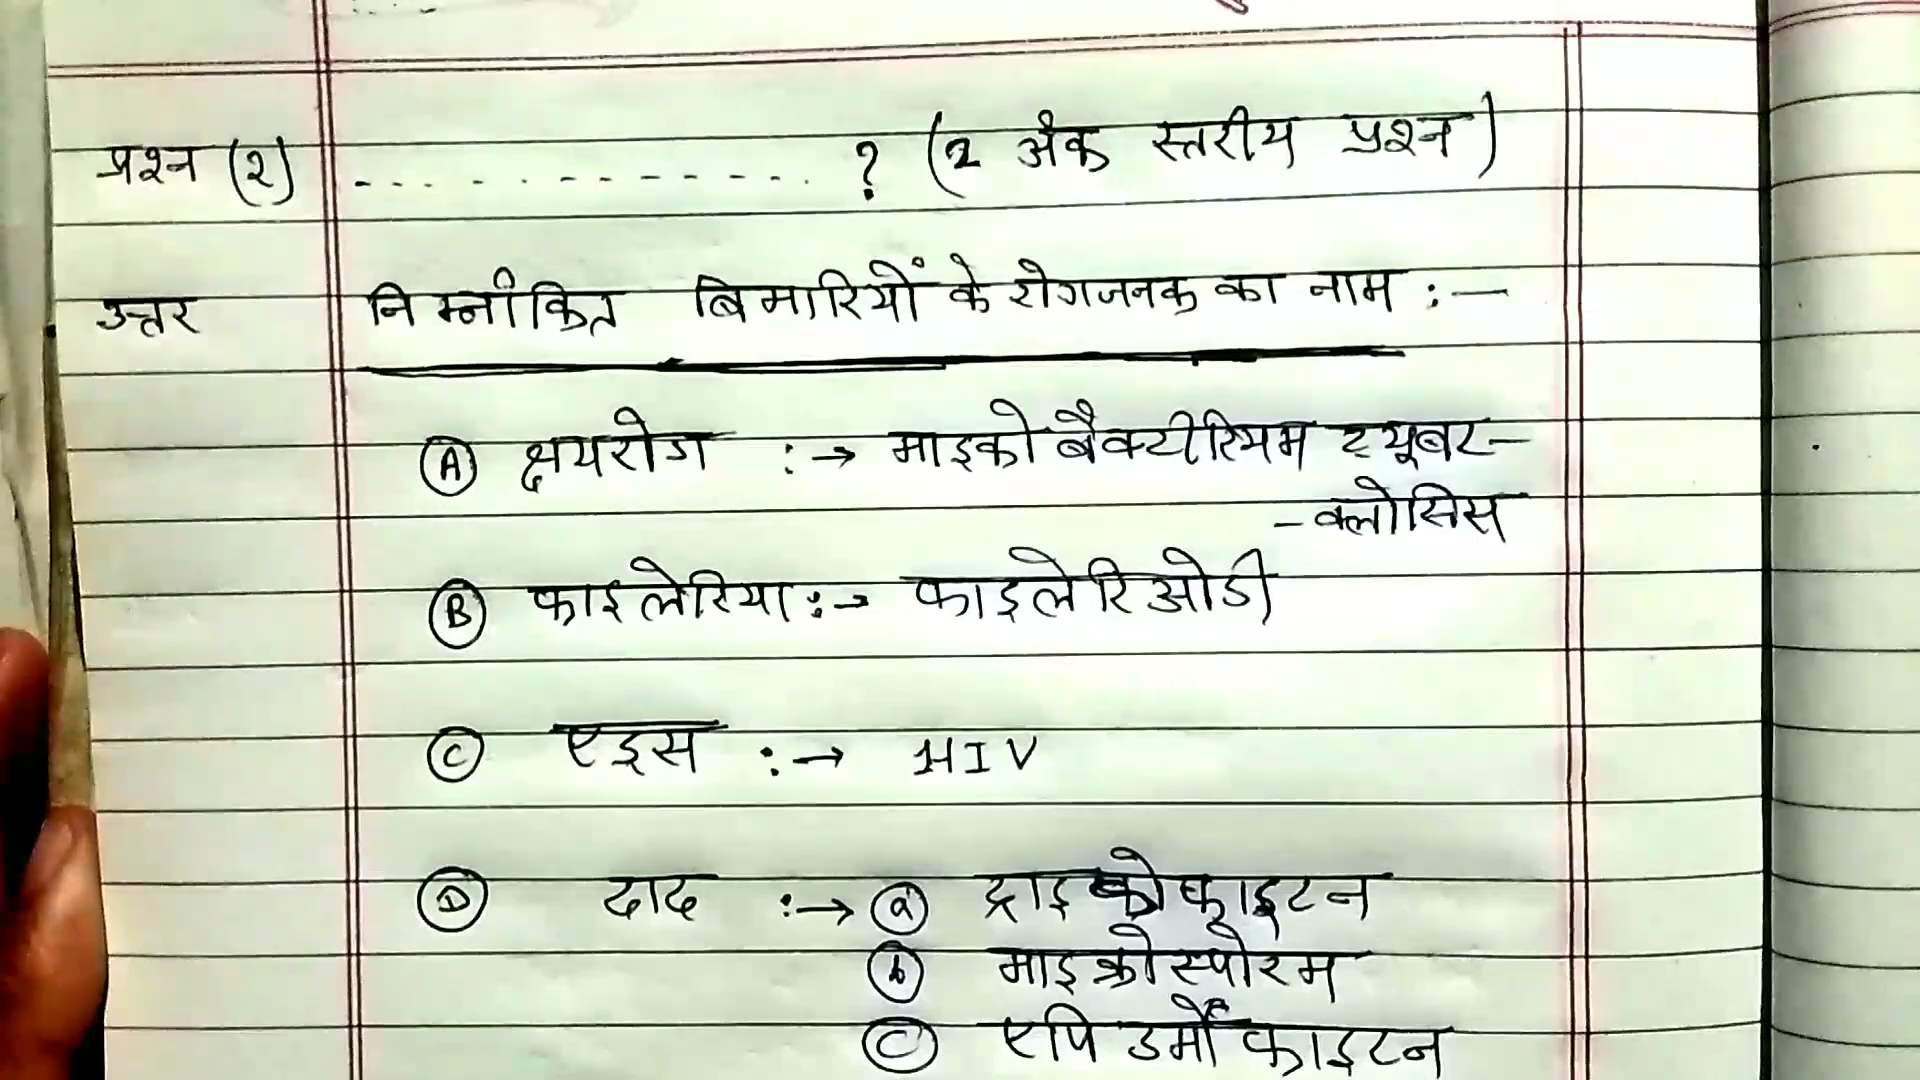 प्रश्न (२) .............? (2 अंक स्तरीय प्रश्न)
उत्तर निम्नांकित बिमारियों के रोगजनक का नाम :-
Ⓐ क्षयरोग :→ माइको बैक्टीरियम ट्यूबर-
-क्लोसिस
Ⓑ फाइलेरिया :→ फाइलेरिओडी
Ⓒ एड्स :→ HIV
Ⓓ दाद :→ ⓐ ट्राइकोफाइटन
ⓑ माइक्रोस्पोरम
Ⓒ एपिडर्मोफाइटन